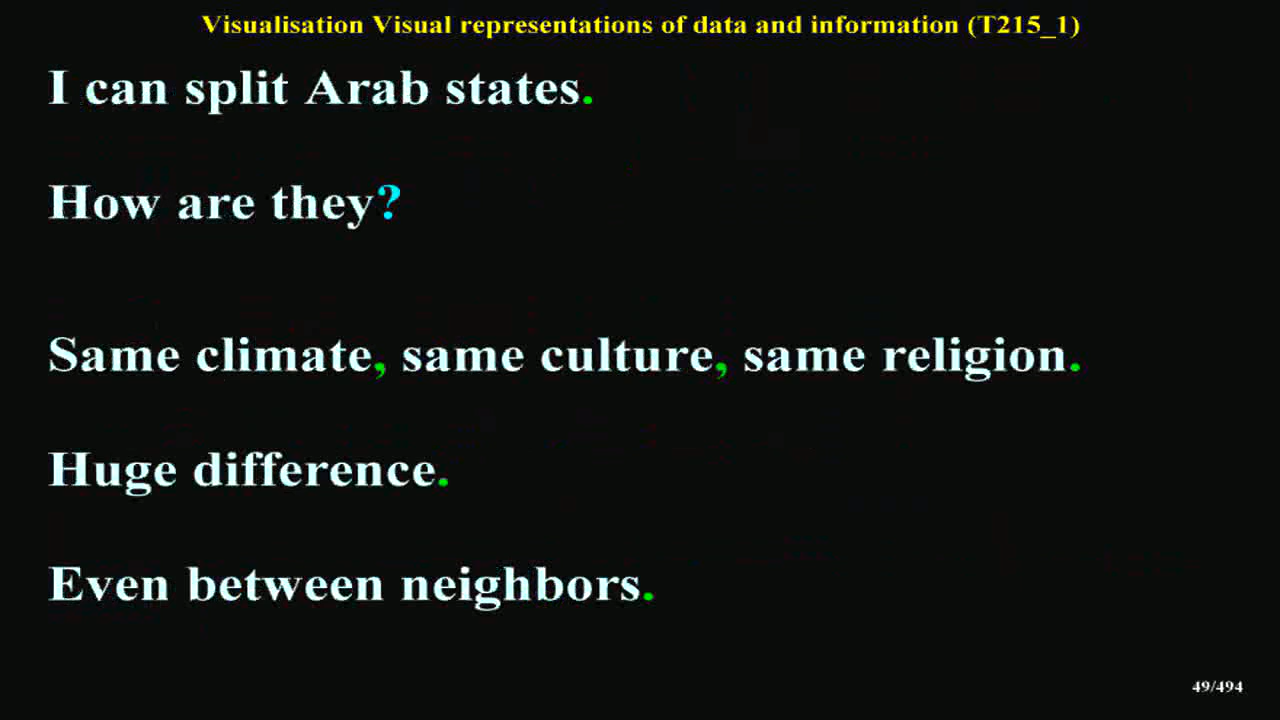 Visualisation Visual representations of data and information (T215_1)
I can split Arab states.
How are they?
Same climate, same culture, same religion.
Huge difference.
Even between neighbors.
49/494